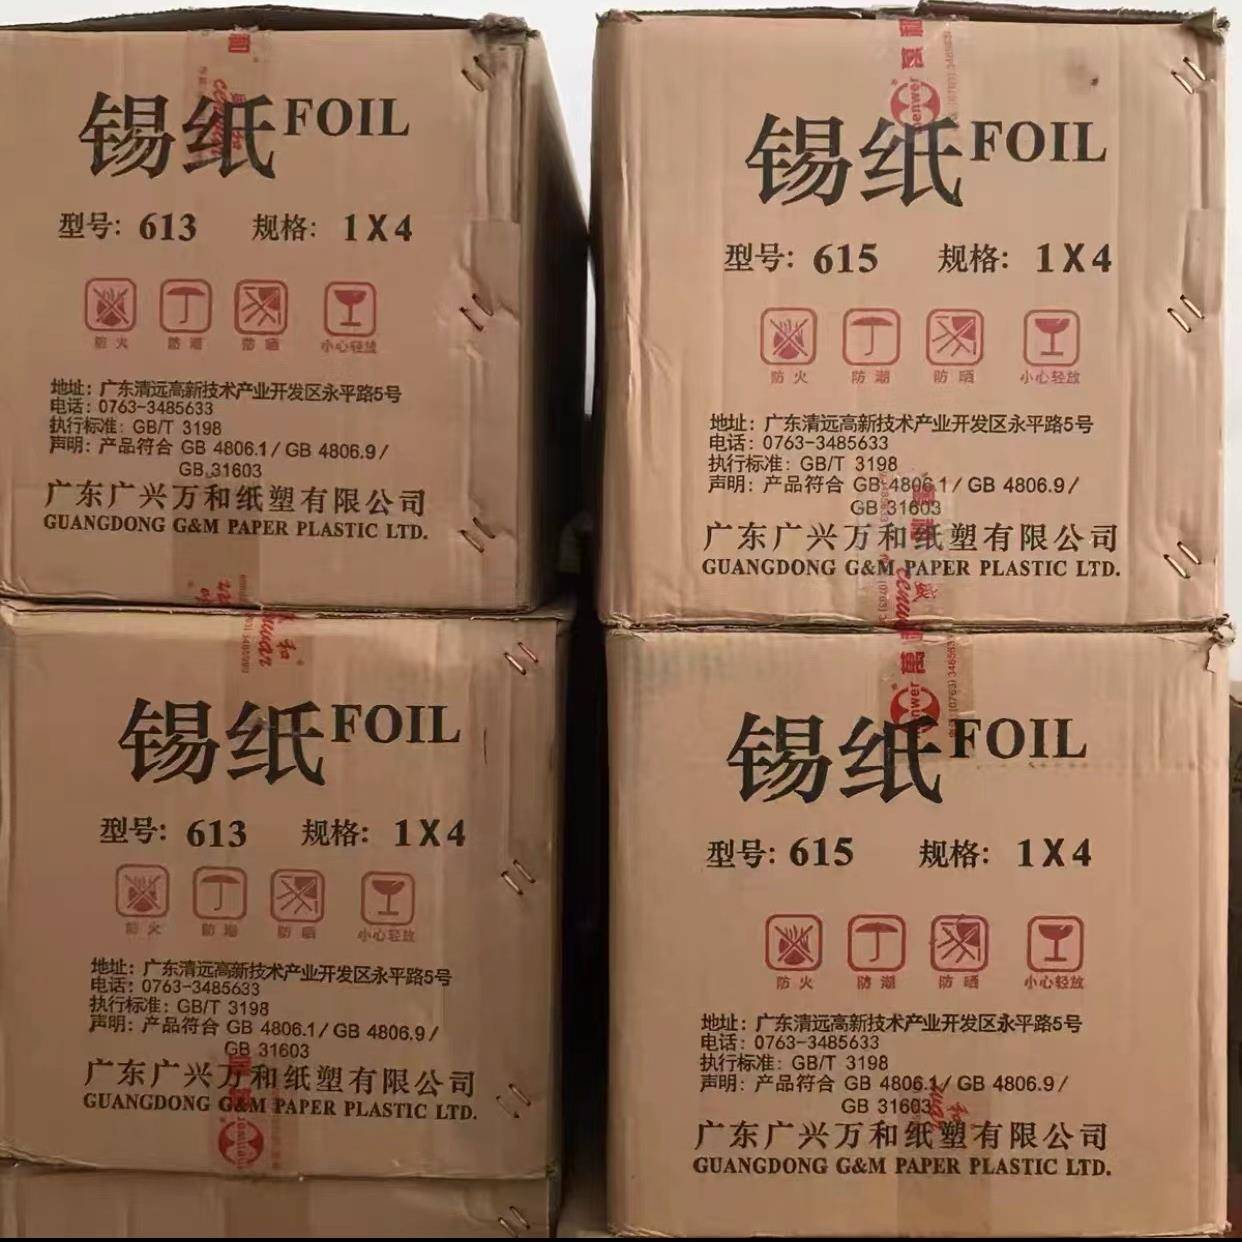 锡纸 FOIL
型号: 613 规格: 1X4
防火 防潮 防晒 小心轻放
地址: 广东清远高新技术产业开发区永平路5号
电话: 0763-3485633
执行标准: GB/T 3198
声明: 产品符合 GB 4806.1/ GB 4806.9/
GB 31603
广东广兴万和纸塑有限公司
GUANGDONG G&M PAPER PLASTIC LTD.
锡纸 FOIL
型号: 615 规格: 1X4
防火 防潮 防晒 小心轻放
地址: 广东清远高新技术产业开发区永平路5号
电话: 0763-3485633
执行标准: GB/T 3198
声明: 产品符合 GB 4806.1/ GB 4806.9/
GB 31603
广东广兴万和纸塑有限公司
GUANGDONG G&M PAPER PLASTIC LTD.
锡纸 FOIL
型号: 613 规格: 1X4
防火 防潮 防晒 小心轻放
地址: 广东清远高新技术产业开发区永平路5号
电话: 0763-3485633
执行标准: GB/T 3198
声明: 产品符合 GB 4806.1/ GB 4806.9/
GB 31603
广东广兴万和纸塑有限公司
GUANGDONG G&M PAPER PLASTIC LTD.
锡纸 FOIL
型号: 615 规格: 1X4
防火 防潮 防晒 小心轻放
地址: 广东清远高新技术产业开发区永平路5号
电话: 0763-3485633
执行标准: GB/T 3198
声明: 产品符合 GB 4806.1/ GB 4806.9/
GB 31603
广东广兴万和纸塑有限公司
GUANGDONG G&M PAPER PLASTIC LTD.